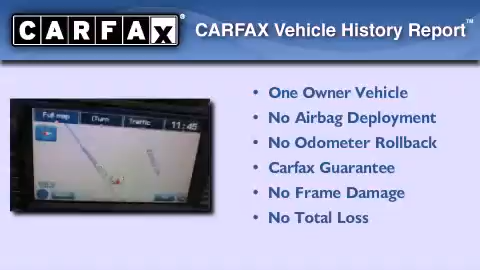 CARFAX® CARFAX Vehicle History Report™
• One Owner Vehicle
• No Airbag Deployment
• No Odometer Rollback
• Carfax Guarantee
• No Frame Damage
• No Total Loss
Full map Turn Traffic 11:45